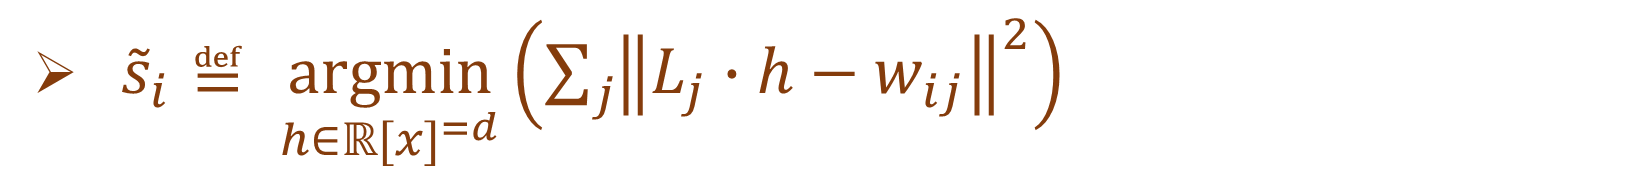 ➢ s̃ᵢ ≝ argmin_{h∈ℝ[x]^{=d}} (∑ⱼ‖Lⱼ · h − wᵢⱼ‖²)